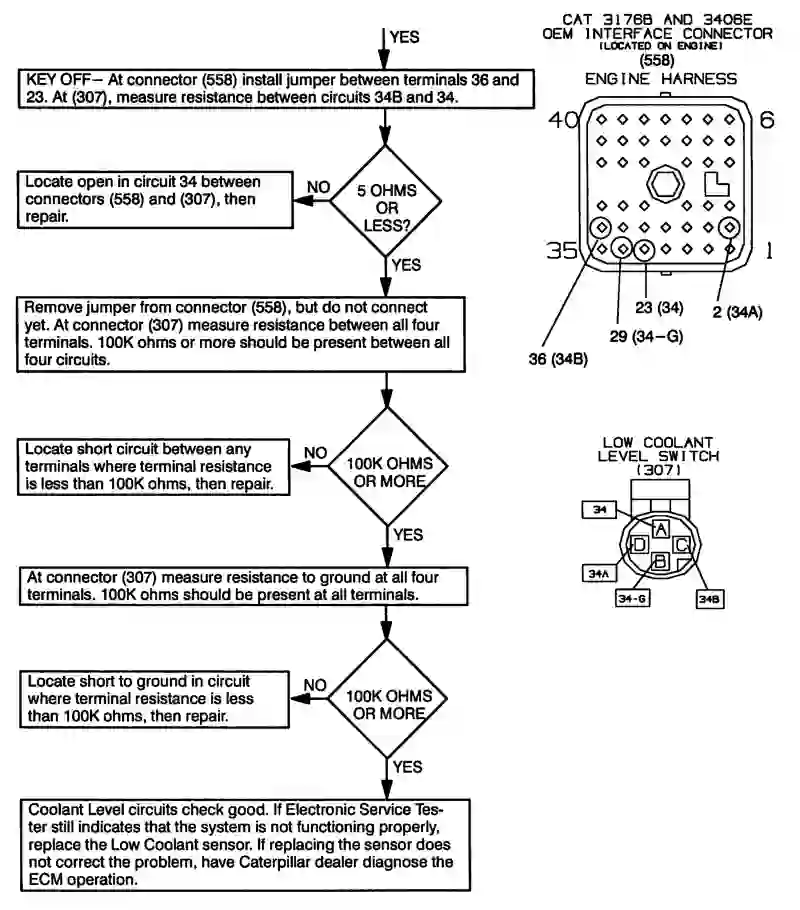 YES
KEY OFF– At connector (558) install jumper between terminals 36 and
23. At (307), measure resistance between circuits 34B and 34.
5 OHMS
OR
LESS?
NO
Locate open in circuit 34 between
connectors (558) and (307), then
repair.
YES
Remove jumper from connector (558), but do not connect
yet. At connector (307) measure resistance between all four
terminals. 100K ohms or more should be present between all
four circuits.
100K OHMS
OR MORE
NO
Locate short circuit between any
terminals where terminal resistance
is less than 100K ohms, then repair.
YES
At connector (307) measure resistance to ground at all four
terminals. 100K ohms should be present at all terminals.
100K OHMS
OR MORE
NO
Locate short to ground in circuit
where terminal resistance is less
than 100K ohms, then repair.
YES
Coolant Level circuits check good. If Electronic Service Tes-
ter still indicates that the system is not functioning properly,
replace the Low Coolant sensor. If replacing the sensor does
not correct the problem, have Caterpillar dealer diagnose the
ECM operation.
CAT 3176B AND 3406E
OEM INTERFACE CONNECTOR
(LOCATED ON ENGINE)
(558)
ENGINE HARNESS
40
6
35
1
23 (34)
2 (34A)
29 (34–G)
36 (34B)
LOW COOLANT
LEVEL SWITCH
(307)
34
A
D
C
B
34A
34-G
34B